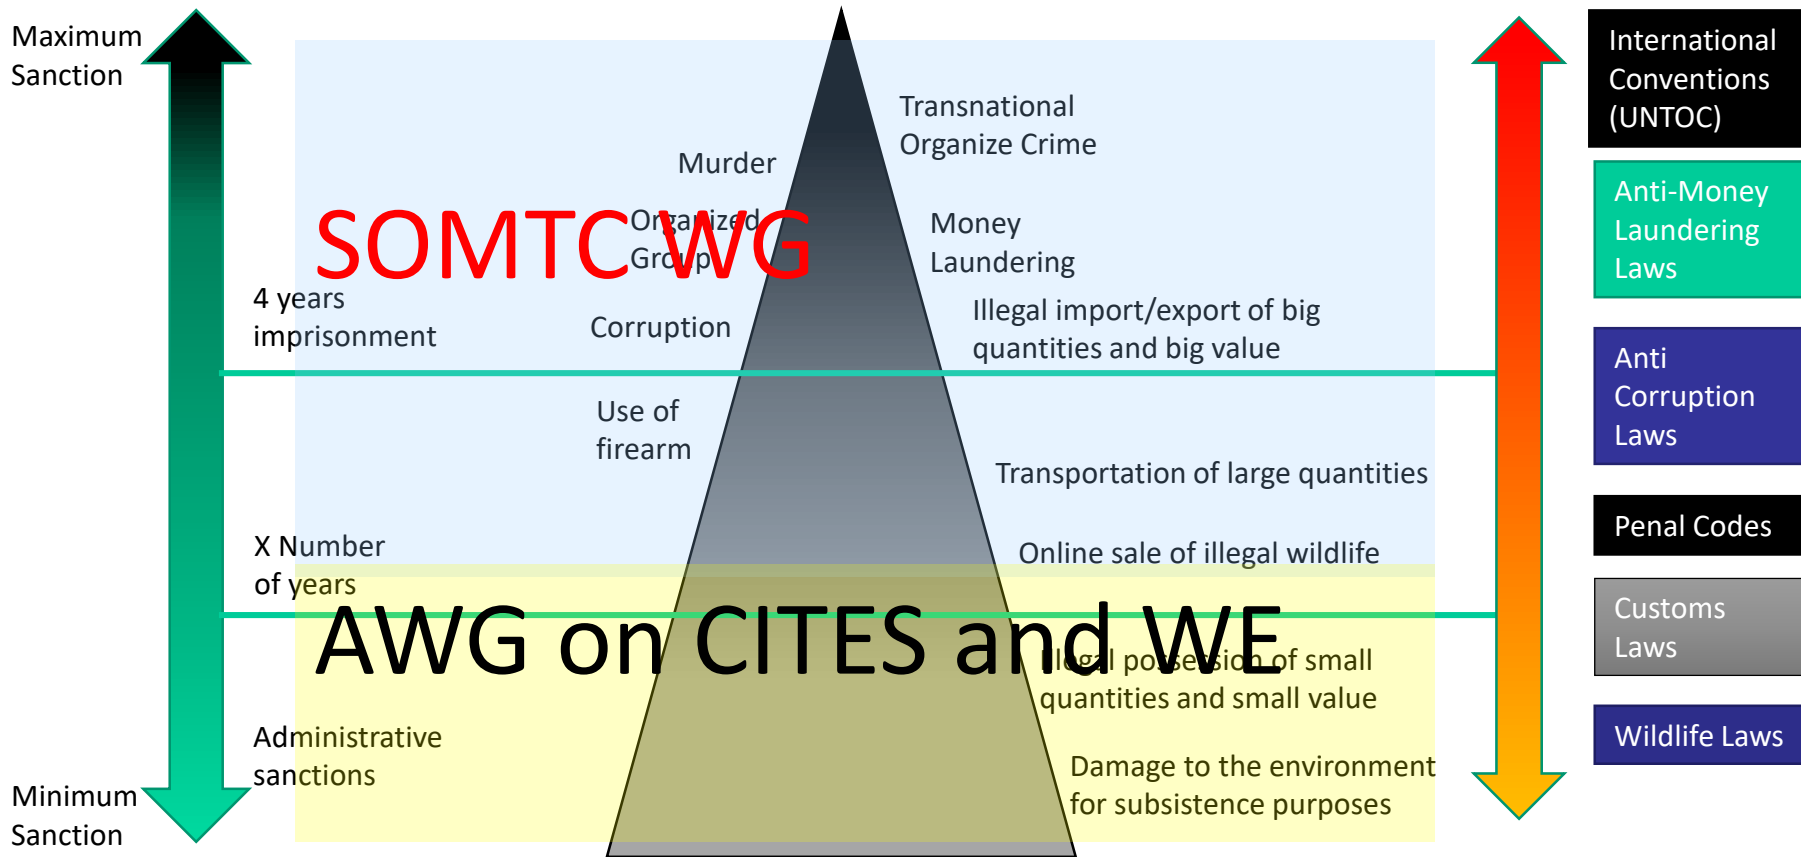 Maximum
Sanction
International
Conventions
(UNTOC)
Transnational
Organize Crime
Murder
Anti-Money
Laundering
Laws
SOMTC WG
Organized
Group
Money
Laundering
4 years
imprisonment
Corruption
Illegal import/export of big
quantities and big value
Anti
Corruption
Laws
Use of
firearm
Transportation of large quantities
Penal Codes
X Number
of years
Online sale of illegal wildlife
Customs
Laws
AWG on CITES and WE
Illegal possession of small
quantities and small value
Wildlife Laws
Administrative
sanctions
Damage to the environment
for subsistence purposes
Minimum
Sanction